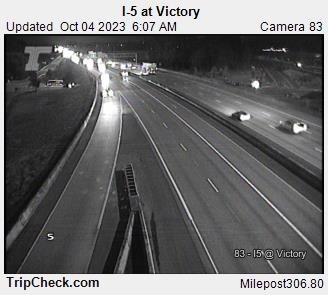 I-5 at Victory
Updated Oct 04 2023 6:07 AM Camera 83
S
83 - I5 @ Victory
TripCheck.com Milepost306.80